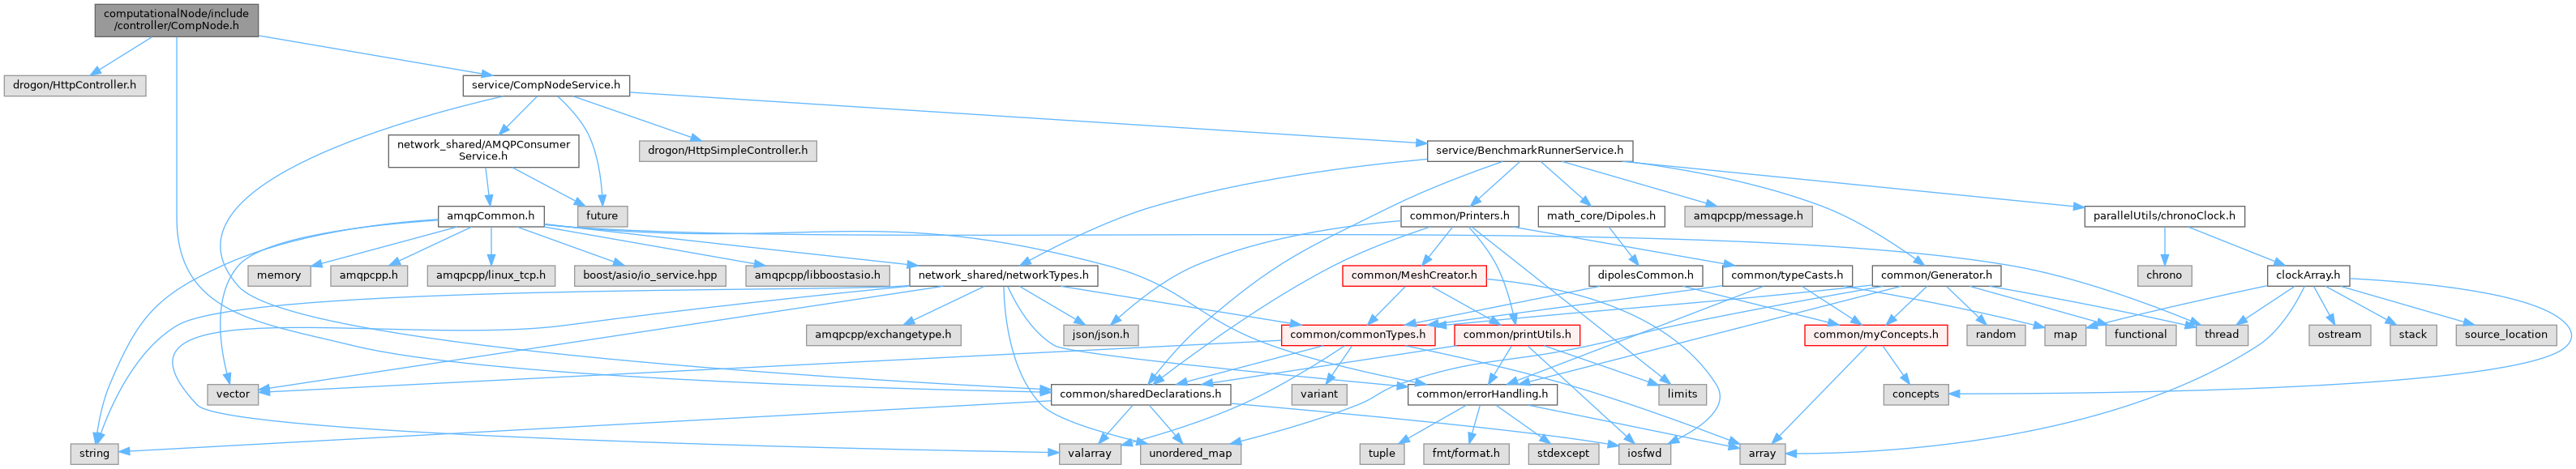 computationalNode/include
/controller/CompNode.h
drogon/HttpController.h
service/CompNodeService.h
network_shared/AMQPConsumer
Service.h
drogon/HttpSimpleController.h
service/BenchmarkRunnerService.h
amqpCommon.h
future
common/Printers.h
math_core/Dipoles.h
amqpcpp/message.h
parallelUtils/chronoClock.h
memory
amqpcpp.h
amqpcpp/linux_tcp.h
boost/asio/io_service.hpp
amqpcpp/libboostasio.h
network_shared/networkTypes.h
common/MeshCreator.h
dipolesCommon.h
common/typeCasts.h
common/Generator.h
chrono
clockArray.h
amqpcpp/exchangetype.h
json/json.h
common/commonTypes.h
common/printUtils.h
common/myConcepts.h
random
map
functional
thread
ostream
stack
source_location
vector
common/sharedDeclarations.h
variant
common/errorHandling.h
limits
concepts
string
valarray
unordered_map
tuple
fmt/format.h
stdexcept
iosfwd
array